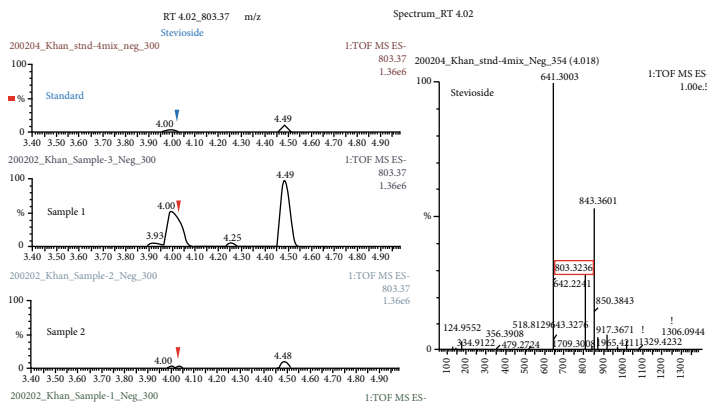 RT 4.02_803.37 m/z
Stevioside
200204_Khan_stnd-4mix_neg_300
1:TOF MS ES-
803.37
1.36e6
100
%
0
Standard
4.00
4.49
3.40 3.50 3.60 3.70 3.80 3.90 4.00 4.10 4.20 4.30 4.40 4.50 4.60 4.70 4.80 4.90
200202_Khan_Sample-3_Neg_300
1:TOF MS ES-
803.37
1.36e6
100
%
0
Sample 1
3.93
4.00
4.25
4.49
3.40 3.50 3.60 3.70 3.80 3.90 4.00 4.10 4.20 4.30 4.40 4.50 4.60 4.70 4.80 4.90
200202_Khan_Sample-2_Neg_300
1:TOF MS ES-
803.37
1.36e6
100
%
0
Sample 2
4.00
4.48
3.40 3.50 3.60 3.70 3.80 3.90 4.00 4.10 4.20 4.30 4.40 4.50 4.60 4.70 4.80 4.90
200202_Khan_Sample-1_Neg_300
1:TOF MS ES-
Spectrum_RT 4.02
200204_Khan_stnd-4mix_Neg_354 (4.018)
1:TOF MS ES-
1.00e.5
100
%
0
Stevioside
641.3003
843.3601
803.3236
642.2241
850.3843
124.9552
334.9122
356.3908
479.2724
518.8129
643.3276
917.3671
!
!
1306.0944
1329.4232
100 200 300 400 500 600 700 800 900 1000 1100 1200 1300